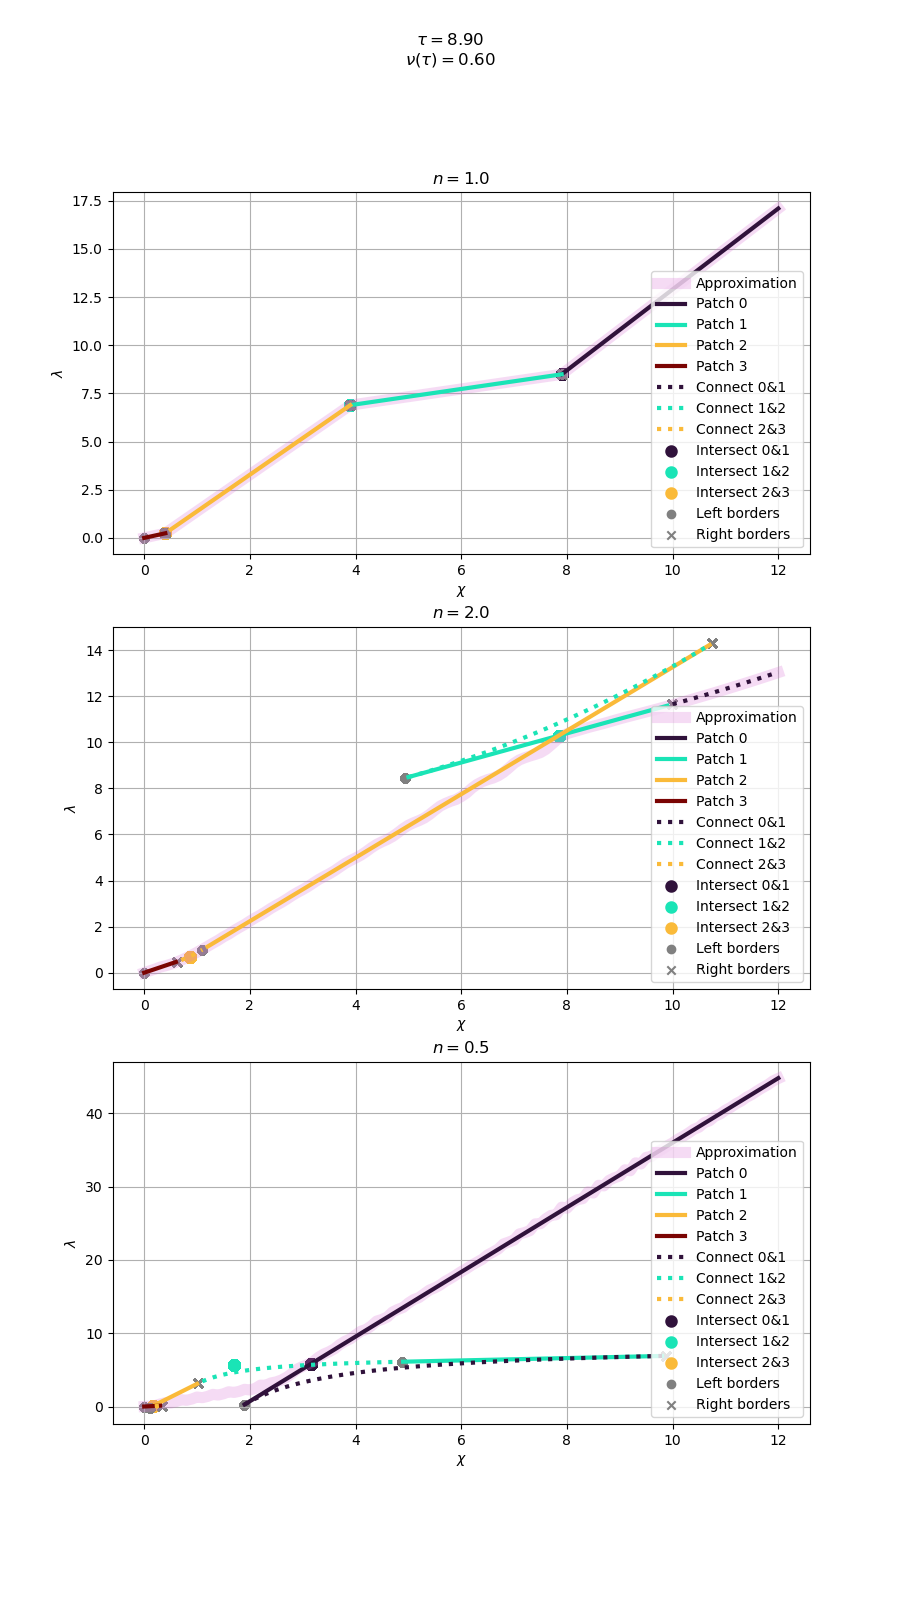 τ = 8.90
ν(τ) = 0.60
n = 1.0
17.5
15.0
12.5
10.0
7.5
5.0
2.5
0.0
λ
Approximation
Patch 0
Patch 1
Patch 2
Patch 3
Connect 0&1
Connect 1&2
Connect 2&3
Intersect 0&1
Intersect 1&2
Intersect 2&3
Left borders
Right borders
0 2 4 6 8 10 12
χ
n = 2.0
14
12
10
8
6
4
2
0
λ
Approximation
Patch 0
Patch 1
Patch 2
Patch 3
Connect 0&1
Connect 1&2
Connect 2&3
Intersect 0&1
Intersect 1&2
Intersect 2&3
Left borders
Right borders
0 2 4 6 8 10 12
χ
n = 0.5
40
30
20
10
0
λ
Approximation
Patch 0
Patch 1
Patch 2
Patch 3
Connect 0&1
Connect 1&2
Connect 2&3
Intersect 0&1
Intersect 1&2
Intersect 2&3
Left borders
Right borders
0 2 4 6 8 10 12
χ